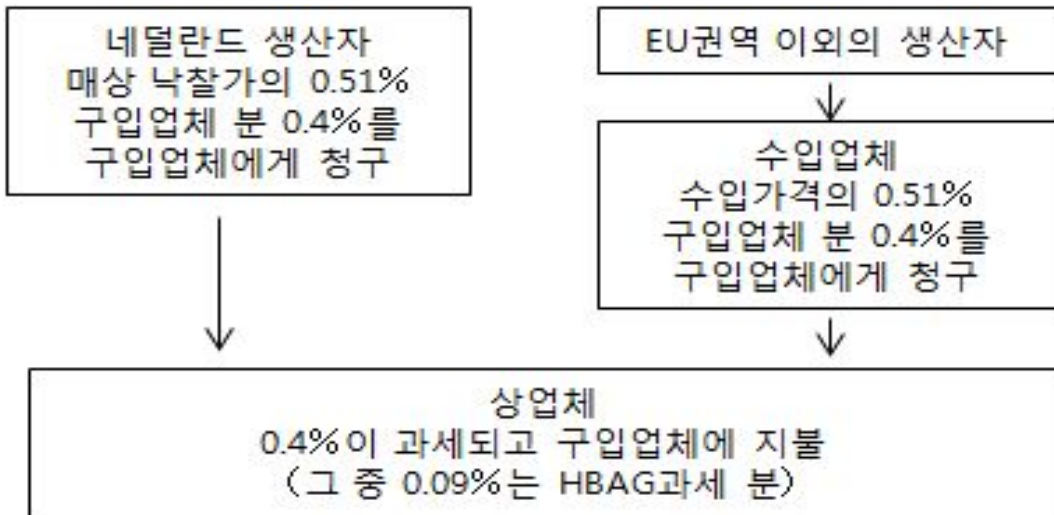 네덜란드 생산자
매상 낙찰가의 0.51%
구입업체 분 0.4%를
구입업체에게 청구
EU권역 이외의 생산자
수입업체
수입가격의 0.51%
구입업체 분 0.4%를
구입업체에게 청구
상업체
0.4%이 과세되고 구입업체에 지불
(그 중 0.09%는 HBAG과세 분)